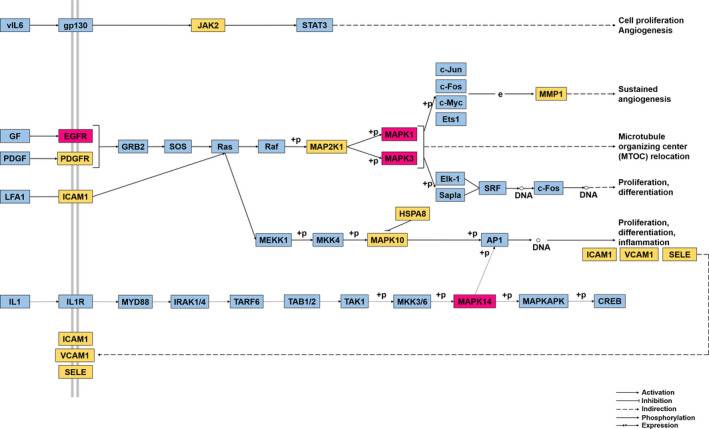 vIL6
gp130
JAK2
STAT3
Cell proliferation
Angiogenesis
c-Jun
c-Fos
c-Myc
Ets1
e
MMP1
Sustained
angiogenesis
+p
GF
EGFR
PDGF
PDGFR
GRB2
SOS
Ras
Raf
+p
MAP2K1
+p
MAPK1
+p
MAPK3
Microtubule
organizing center
(MTOC) relocation
+p
Elk-1
Sapla
SRF
DNA
c-Fos
DNA
Proliferation,
differentiation
LFA1
ICAM1
HSPA8
MEKK1
+p
MKK4
+p
MAPK10
+p
AP1
DNA
Proliferation,
differentiation,
inflammation
ICAM1
VCAM1
SELE
+p
IL1
IL1R
MYD88
IRAK1/4
TARF6
TAB1/2
TAK1
+p
MKK3/6
+p
MAPK14
+p
MAPKAPK
+p
CREB
ICAM1
VCAM1
SELE
Activation
Inhibition
Indirection
Phosphorylation
Expression